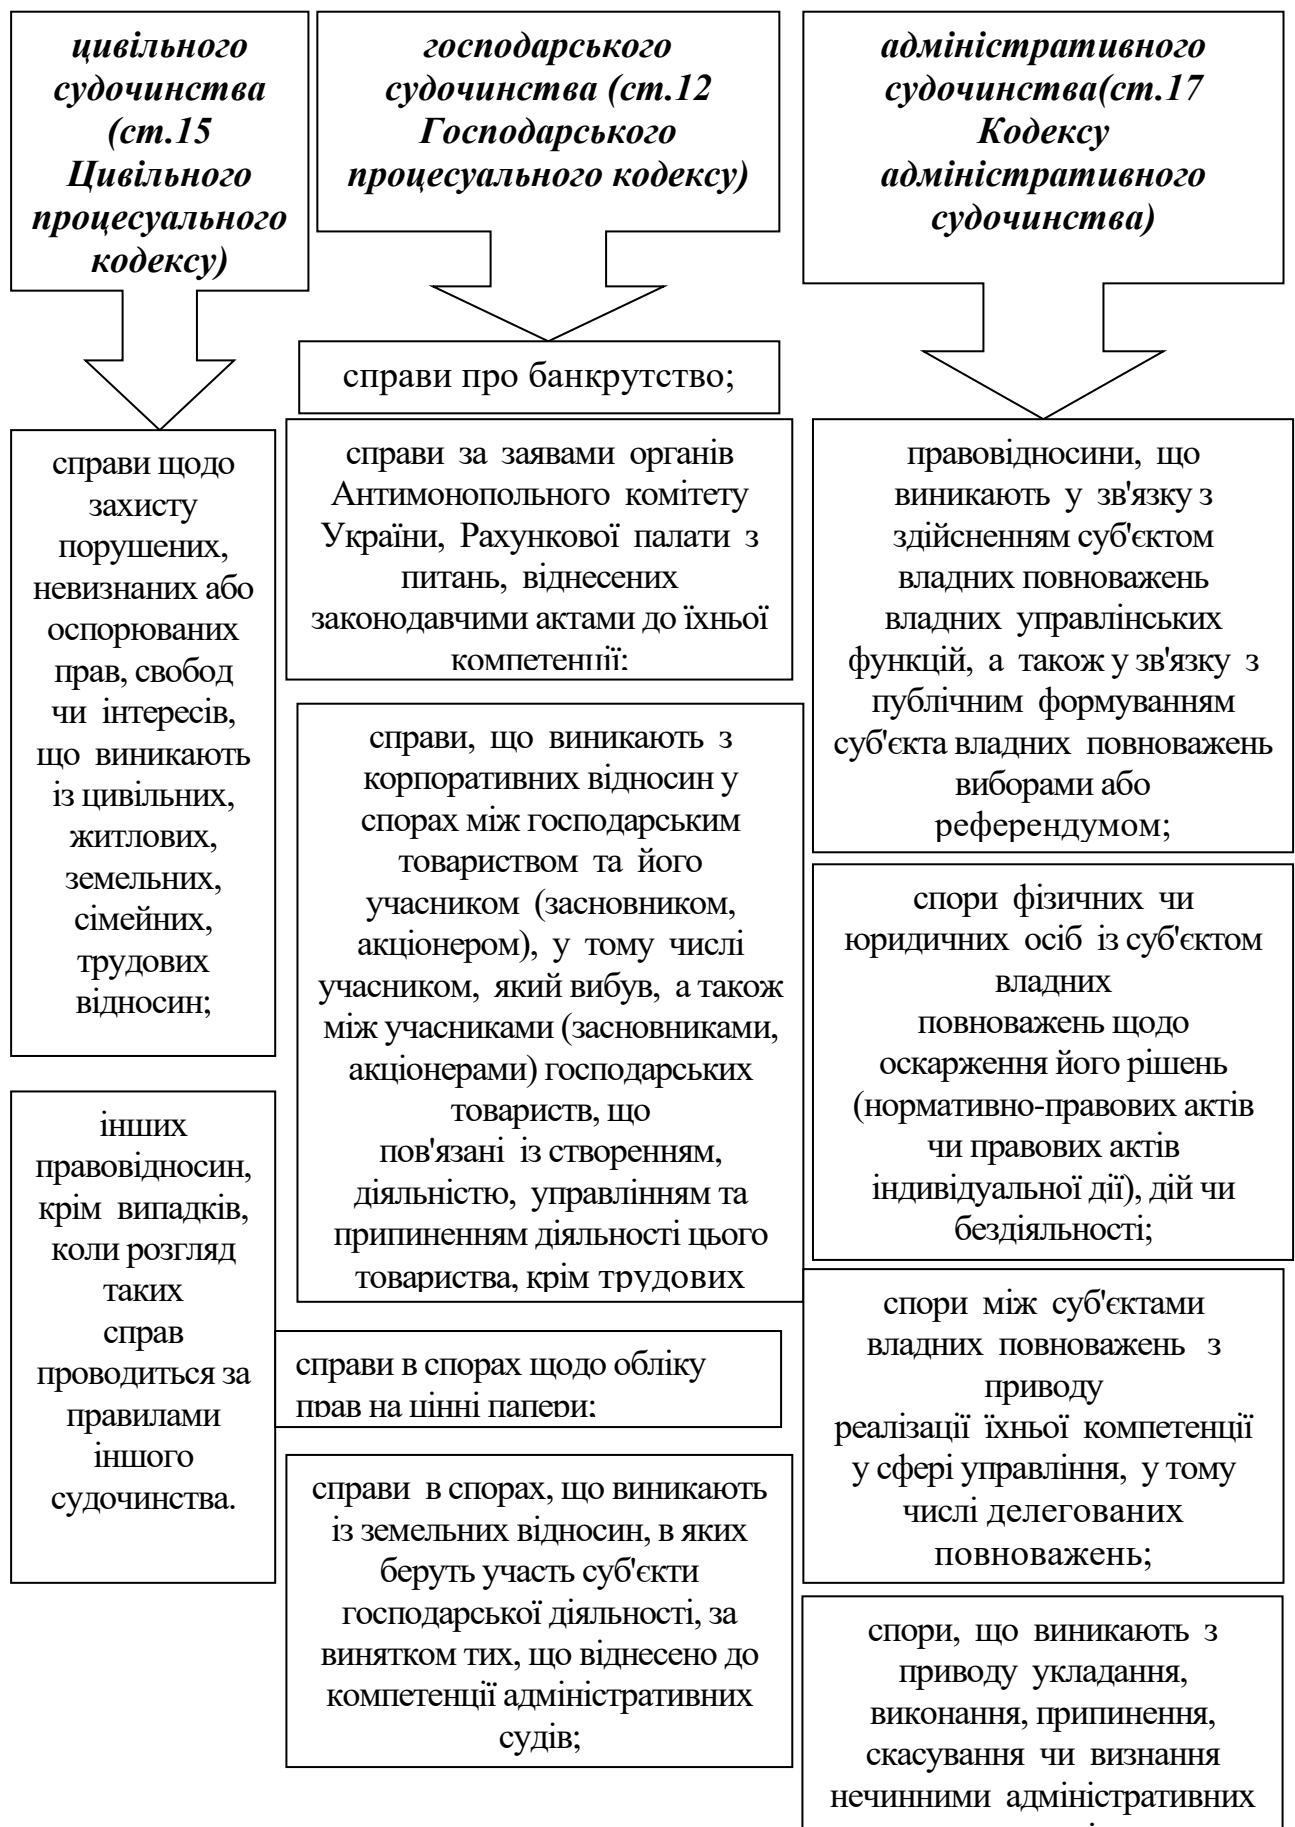 цивільного
судочинства
(ст.15
Цивільного
процесуального
кодексу)
господарського
судочинства (ст.12
Господарського
процесуального кодексу)
адміністративного
судочинства(ст.17
Кодексу
адміністративного
судочинства)
справи щодо
захисту
порушених,
невизнаних або
оспорюваних
прав, свобод
чи інтересів,
що виникають
із цивільних,
житлових,
земельних,
сімейних,
трудових
відносин;
інших
правовідносин,
крім випадків,
коли розгляд
таких
справ
проводиться за
правилами
іншого
судочинства.
справи про банкрутство;
справи за заявами органів
Антимонопольного комітету
України, Рахункової палати з
питань, віднесених
законодавчими актами до їхньої
компетенції;
справи, що виникають з
корпоративних відносин у
спорах між господарським
товариством та його
учасником (засновником,
акціонером), у тому числі
учасником, який вибув, а також
між учасниками (засновниками,
акціонерами) господарських
товариств, що
пов'язані із створенням,
діяльністю, управлінням та
припиненням діяльності цього
товариства, крім трудових
справи в спорах щодо обліку
прав на цінні папери;
справи в спорах, що виникають
із земельних відносин, в яких
беруть участь суб'єкти
господарської діяльності, за
винятком тих, що віднесено до
компетенції адміністративних
судів;
правовідносини, що
виникають у зв'язку з
здійсненням суб'єктом
владних повноважень
владних управлінських
функцій, а також у зв'язку з
публічним формуванням
суб'єкта владних повноважень
виборами або
референдумом;
спори фізичних чи
юридичних осіб із суб'єктом
владних
повноважень щодо
оскарження його рішень
(нормативно-правових актів
чи правових актів
індивідуальної дії), дій чи
бездіяльності;
спори між суб'єктами
владних повноважень з
приводу
реалізації їхньої компетенції
у сфері управління, у тому
числі делегованих
повноважень;
спори, що виникають з
приводу укладання,
виконання, припинення,
скасування чи визнання
нечинними адміністративних